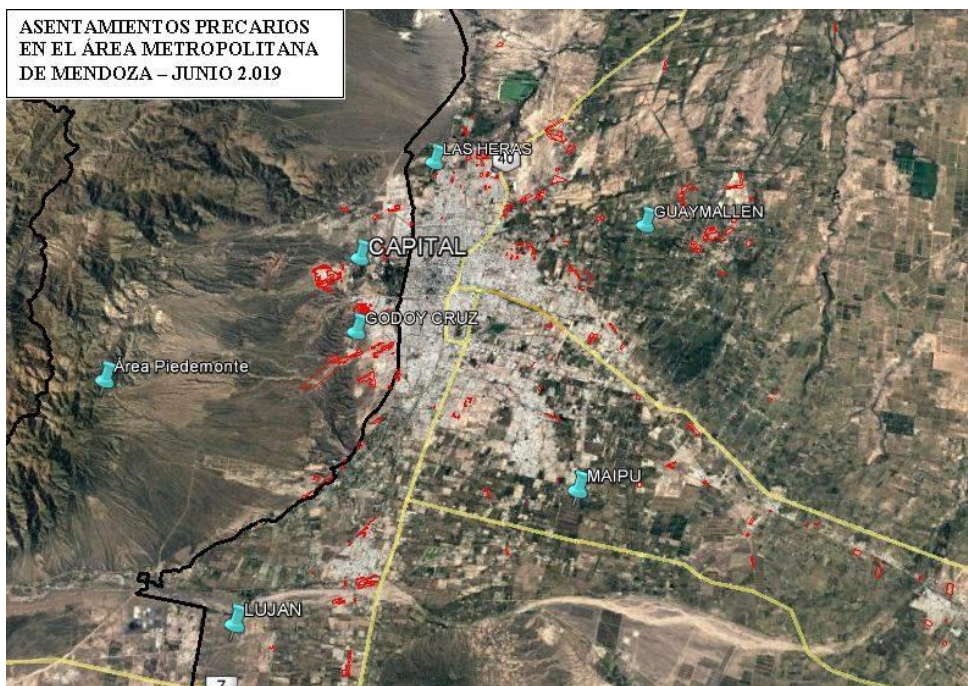 ASENTAMIENTOS PRECARIOS
EN EL ÁREA METROPOLITANA
DE MENDOZA – JUNIO 2.019
LAS HERAS
40
GUAYMALLEN
CAPITAL
GODOY CRUZ
Área Piedemonte
MAIPU
LUJAN
7